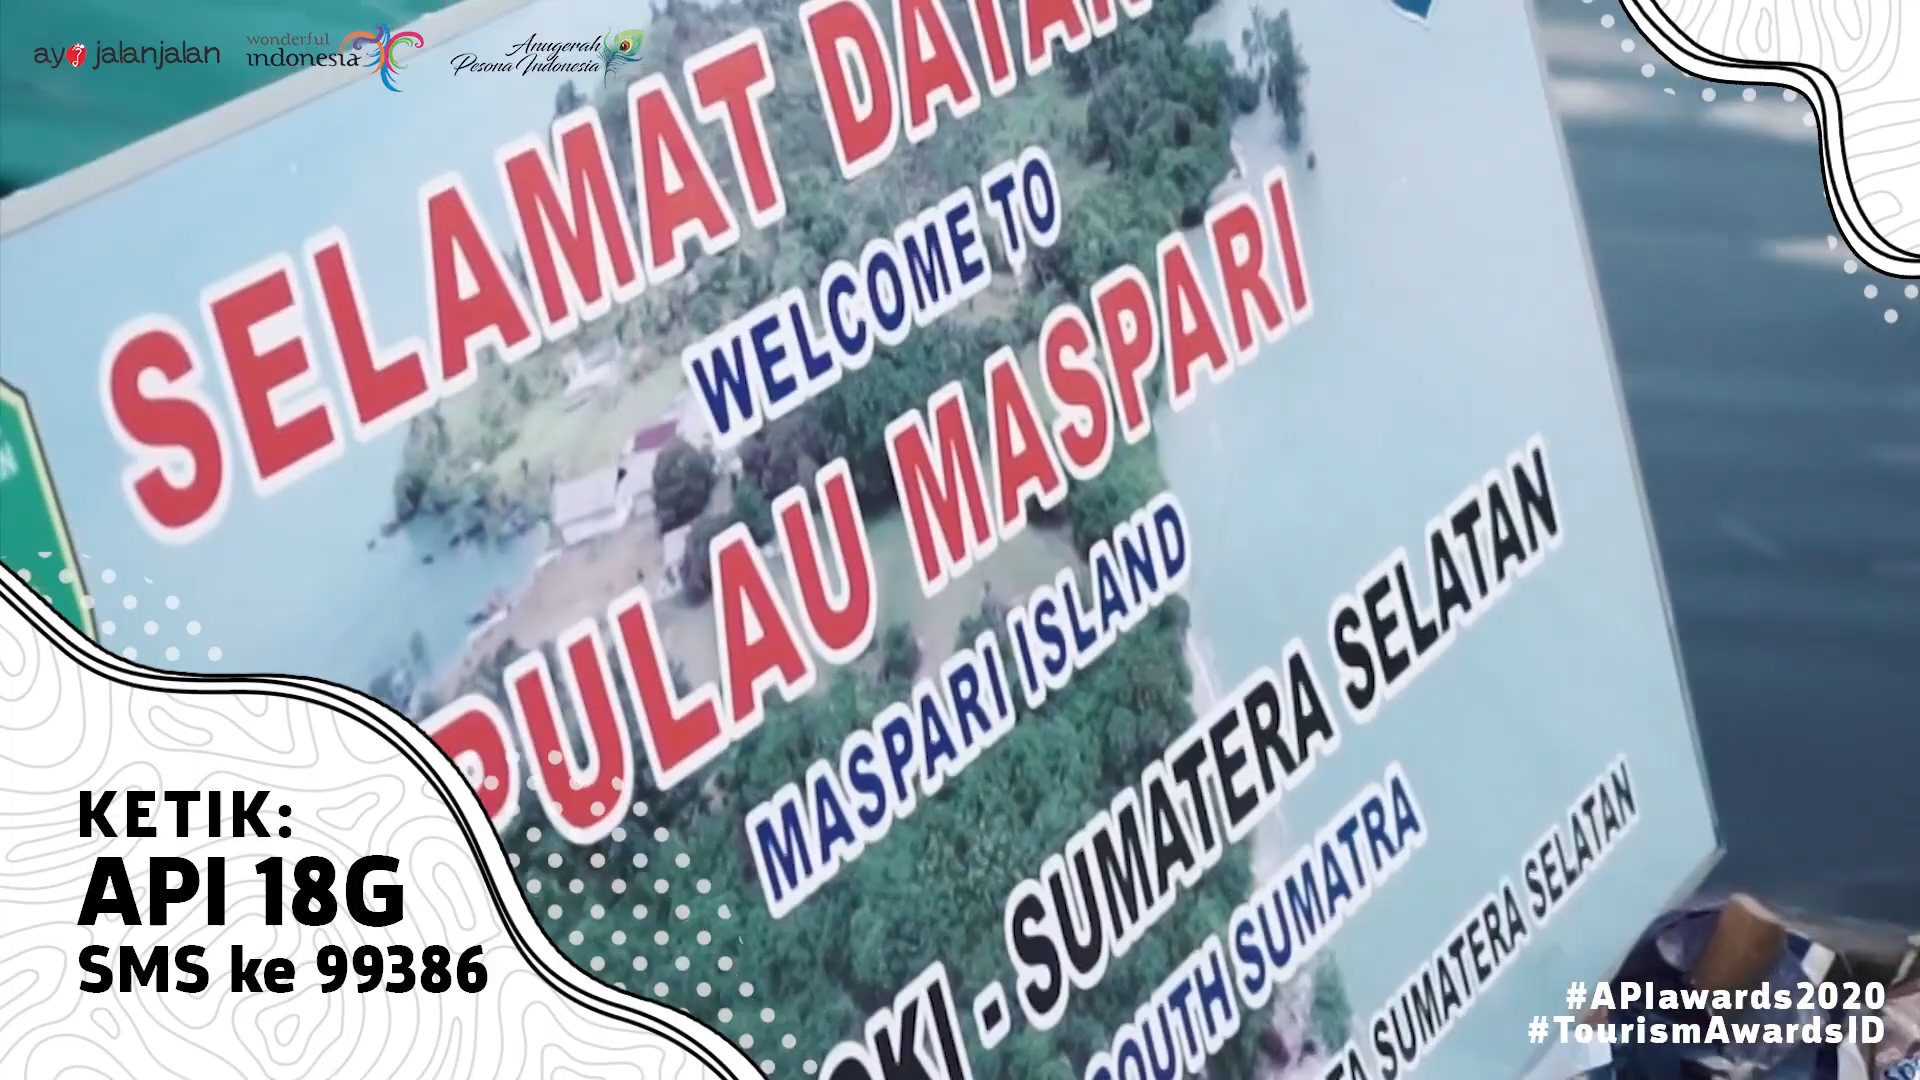 ayo jalanjalan
wonderful
indonesia
Anugerah
Pesona Indonesia
SELAMAT
WELCOME TO
PULAU MASPARI
MASPARI ISLAND
OKI - SUMATERA SELATAN
SOUTH SUMATRA
SUMATERA SELATAN
KETIK:
API 18G
SMS ke 99386
#APIawards2020
#TourismAwardsID